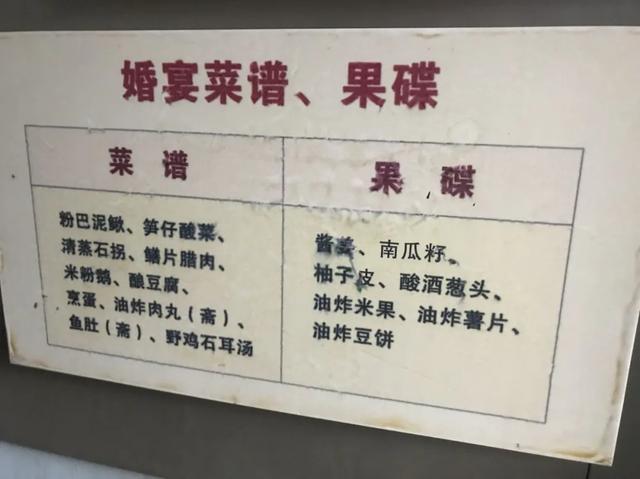 婚宴菜谱、果碟
菜谱
果碟
粉巴泥鳅、笋仔酸菜、
清蒸石拐、鳝片腊肉、
米粉鹅、酿豆腐、
烹蛋、油炸肉丸（斋）、
鱼肚（斋）、野鸡石耳汤
酱姜、南瓜籽、
柚子皮、酸酒葱头、
油炸米果、油炸薯片、
油炸豆饼